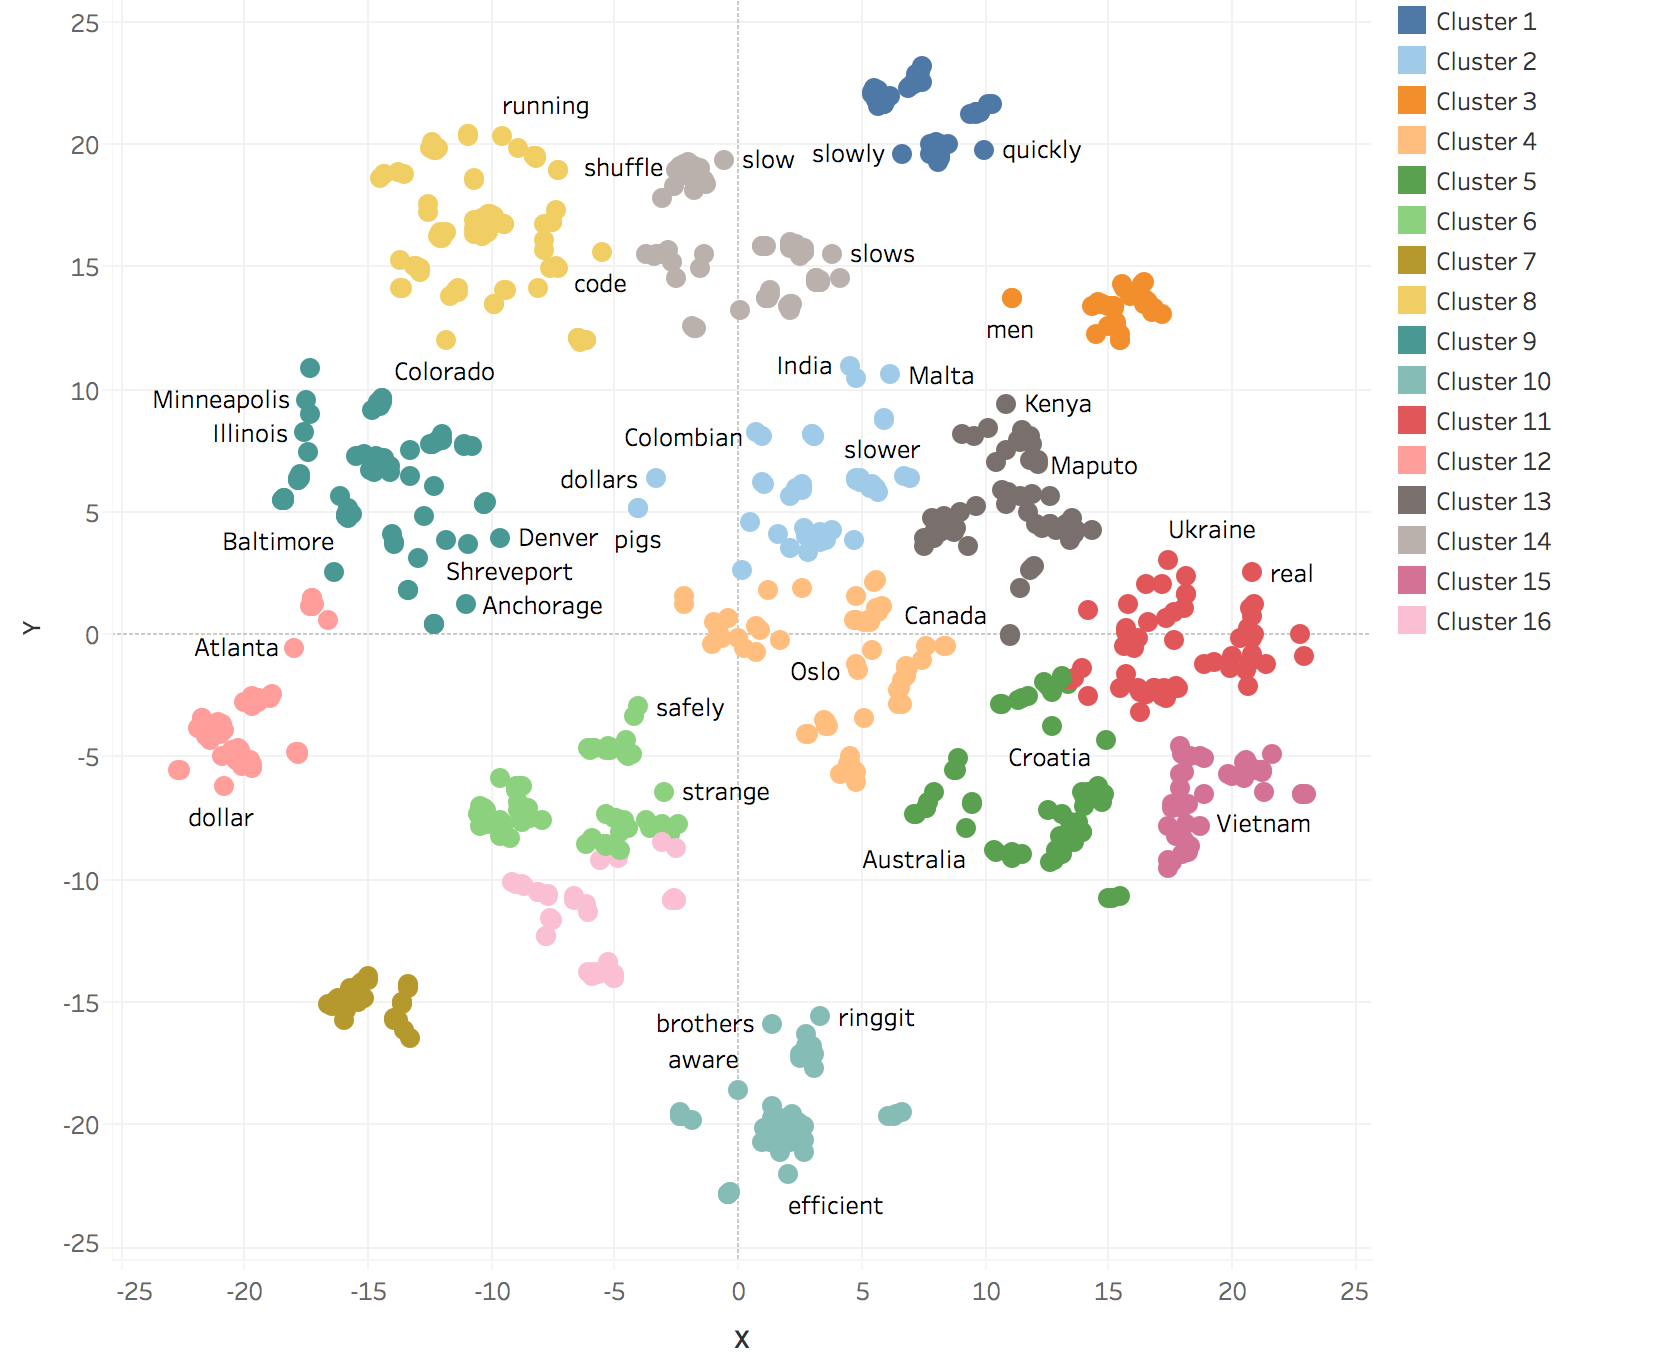 25
Cluster 1
Cluster 2
Cluster 3
running
Cluster 4
20
slowly
quickly
shuffle
slow
Cluster 5
Cluster 6
slows
Cluster 7
15
code
Cluster 8
men
Cluster 9
India
Malta
Colorado
Cluster 10
10
Minneapolis
Kenya
Cluster 11
Illinois
Colombian
slower
Cluster 12
Maputo
dollars
Cluster 13
5
Ukraine
Baltimore
Denver
pigs
Cluster 14
Shreveport
real
Cluster 15
Anchorage
Canada
Cluster 16
Y
0
Atlanta
Oslo
safely
-5
Croatia
strange
dollar
Vietnam
Australia
-10
-15
brothers
ringgit
aware
-20
efficient
-25
-25
-20
-15
-10
-5
0
5
10
15
20
25
X